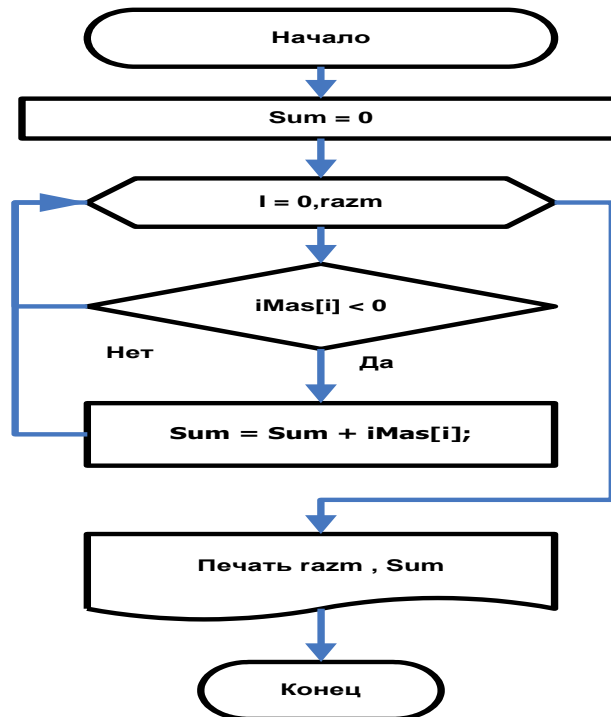 Начало
Sum = 0
I = 0,razm
iMas[i] < 0
Нет
Да
Sum = Sum + iMas[i];
Печать razm , Sum
Конец